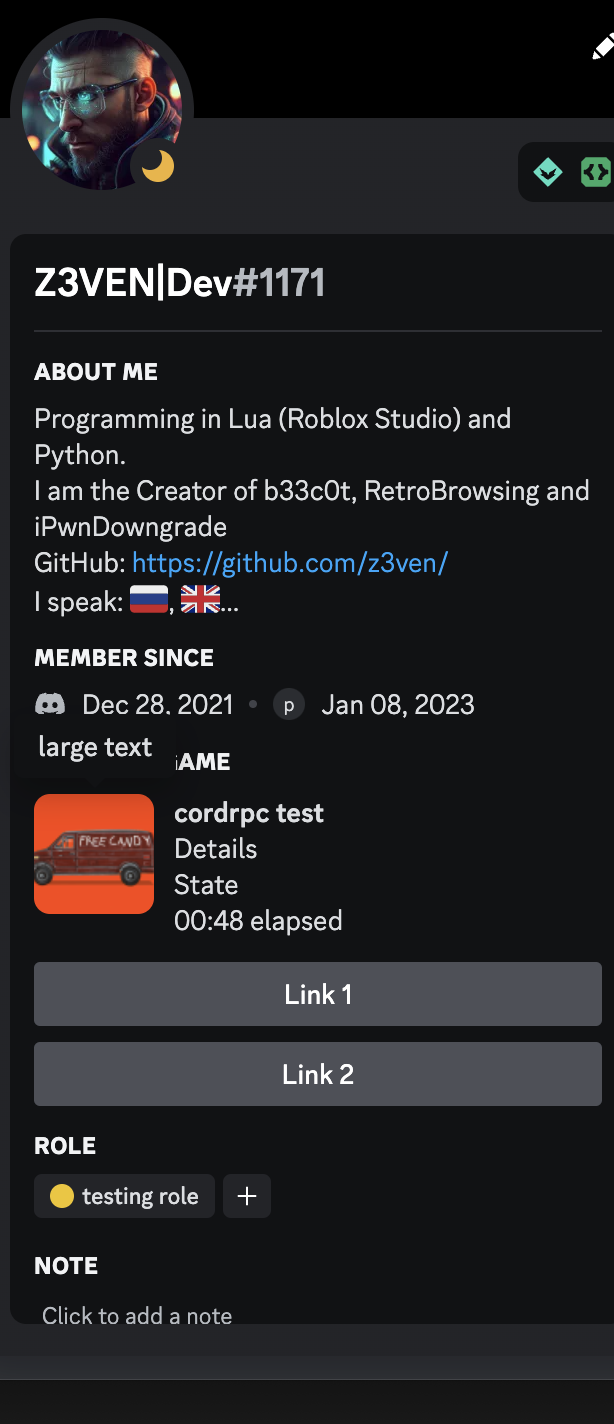 Z3VEN|Dev#1171
ABOUT ME
Programming in Lua (Roblox Studio) and
Python.
I am the Creator of b33c0t, RetroBrowsing and
iPwnDowngrade
GitHub: https://github.com/z3ven/
I speak: 🇷🇺, 🇬🇧...
MEMBER SINCE
Dec 28, 2021 • p Jan 08, 2023
large text
AME
FREE CANDY
cordrpc test
Details
State
00:48 elapsed
Link 1
Link 2
ROLE
testing role +
NOTE
Click to add a note